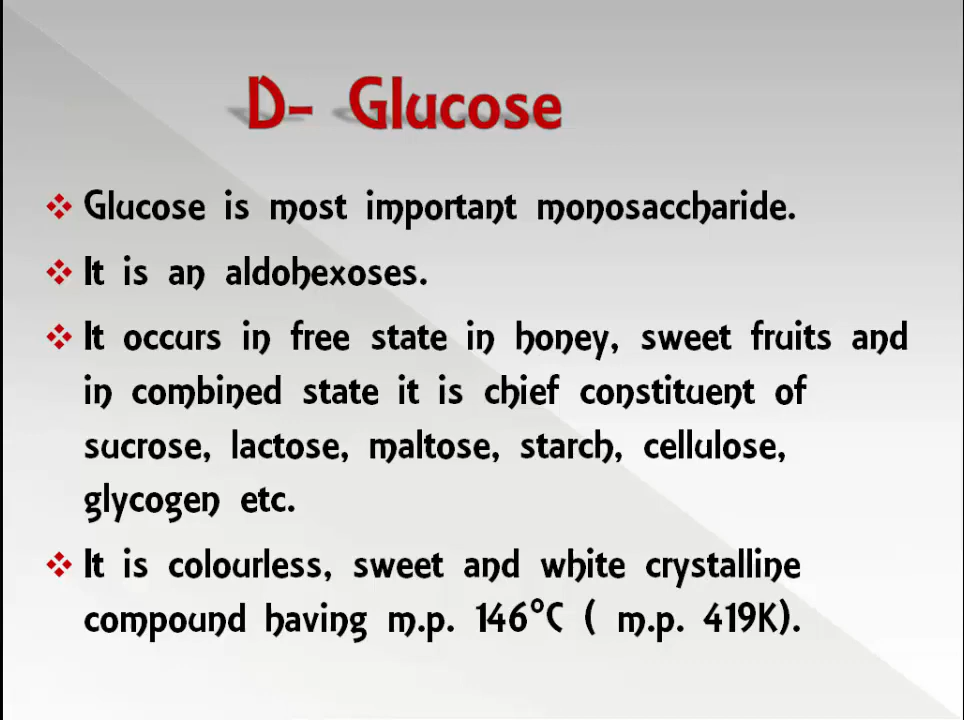 D- Glucose
❖ Glucose is most important monosaccharide.
❖ It is an aldohexoses.
❖ It occurs in free state in honey, sweet fruits and
in combined state it is chief constituent of
sucrose, lactose, maltose, starch, cellulose,
glycogen etc.
❖ It is colourless, sweet and white crystalline
compound having m.p. 146°C ( m.p. 419K).